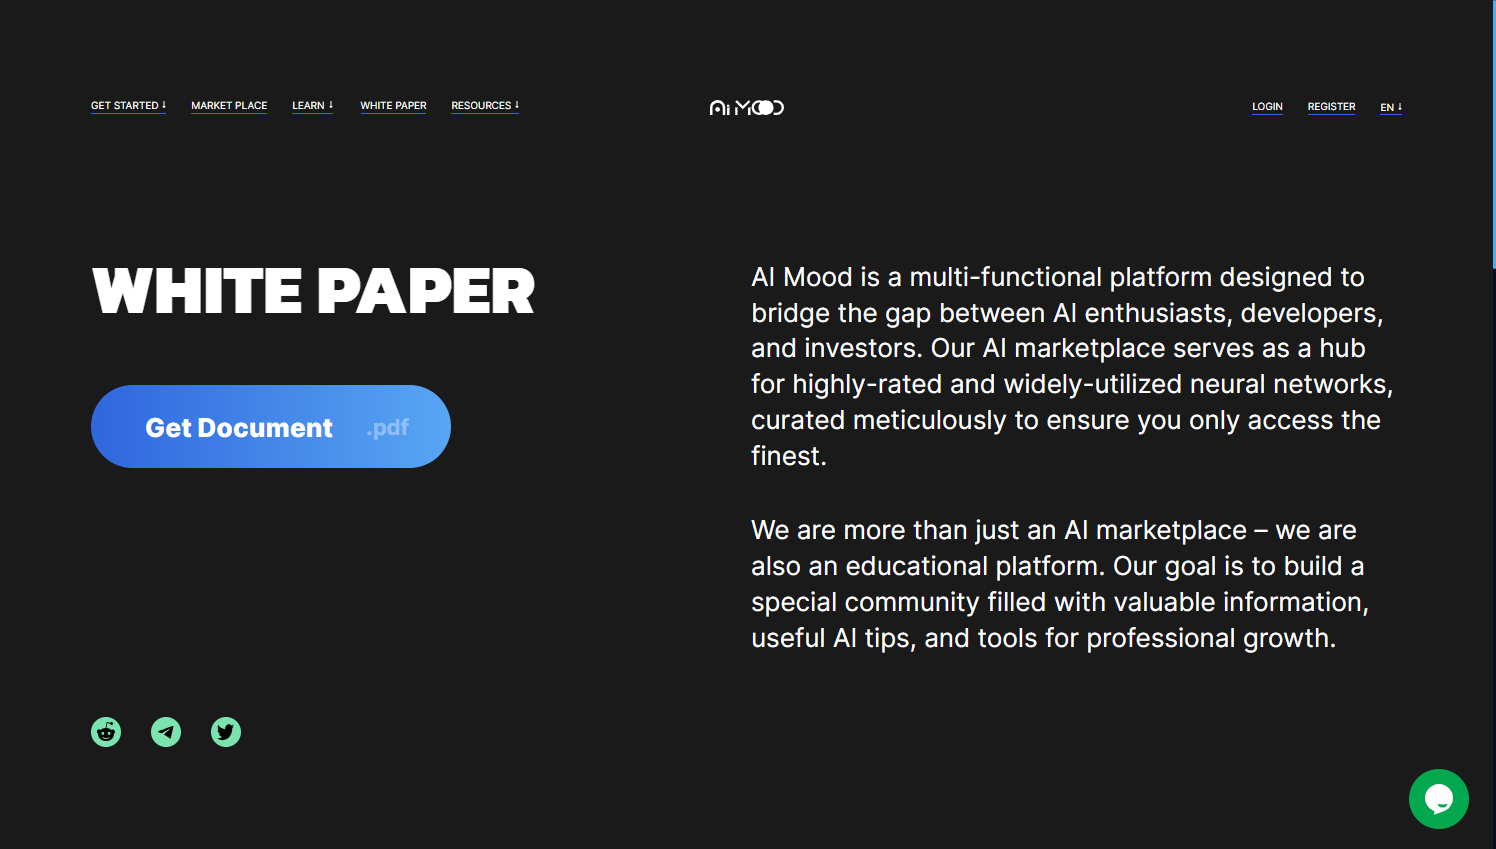 GET STARTED ↓ MARKET PLACE LEARN ↓ WHITE PAPER RESOURCES ↓
Ai MOOD
LOGIN REGISTER EN ↓
WHITE PAPER
Get Document .pdf
AI Mood is a multi-functional platform designed to
bridge the gap between AI enthusiasts, developers,
and investors. Our AI marketplace serves as a hub
for highly-rated and widely-utilized neural networks,
curated meticulously to ensure you only access the
finest.
We are more than just an AI marketplace – we are
also an educational platform. Our goal is to build a
special community filled with valuable information,
useful AI tips, and tools for professional growth.